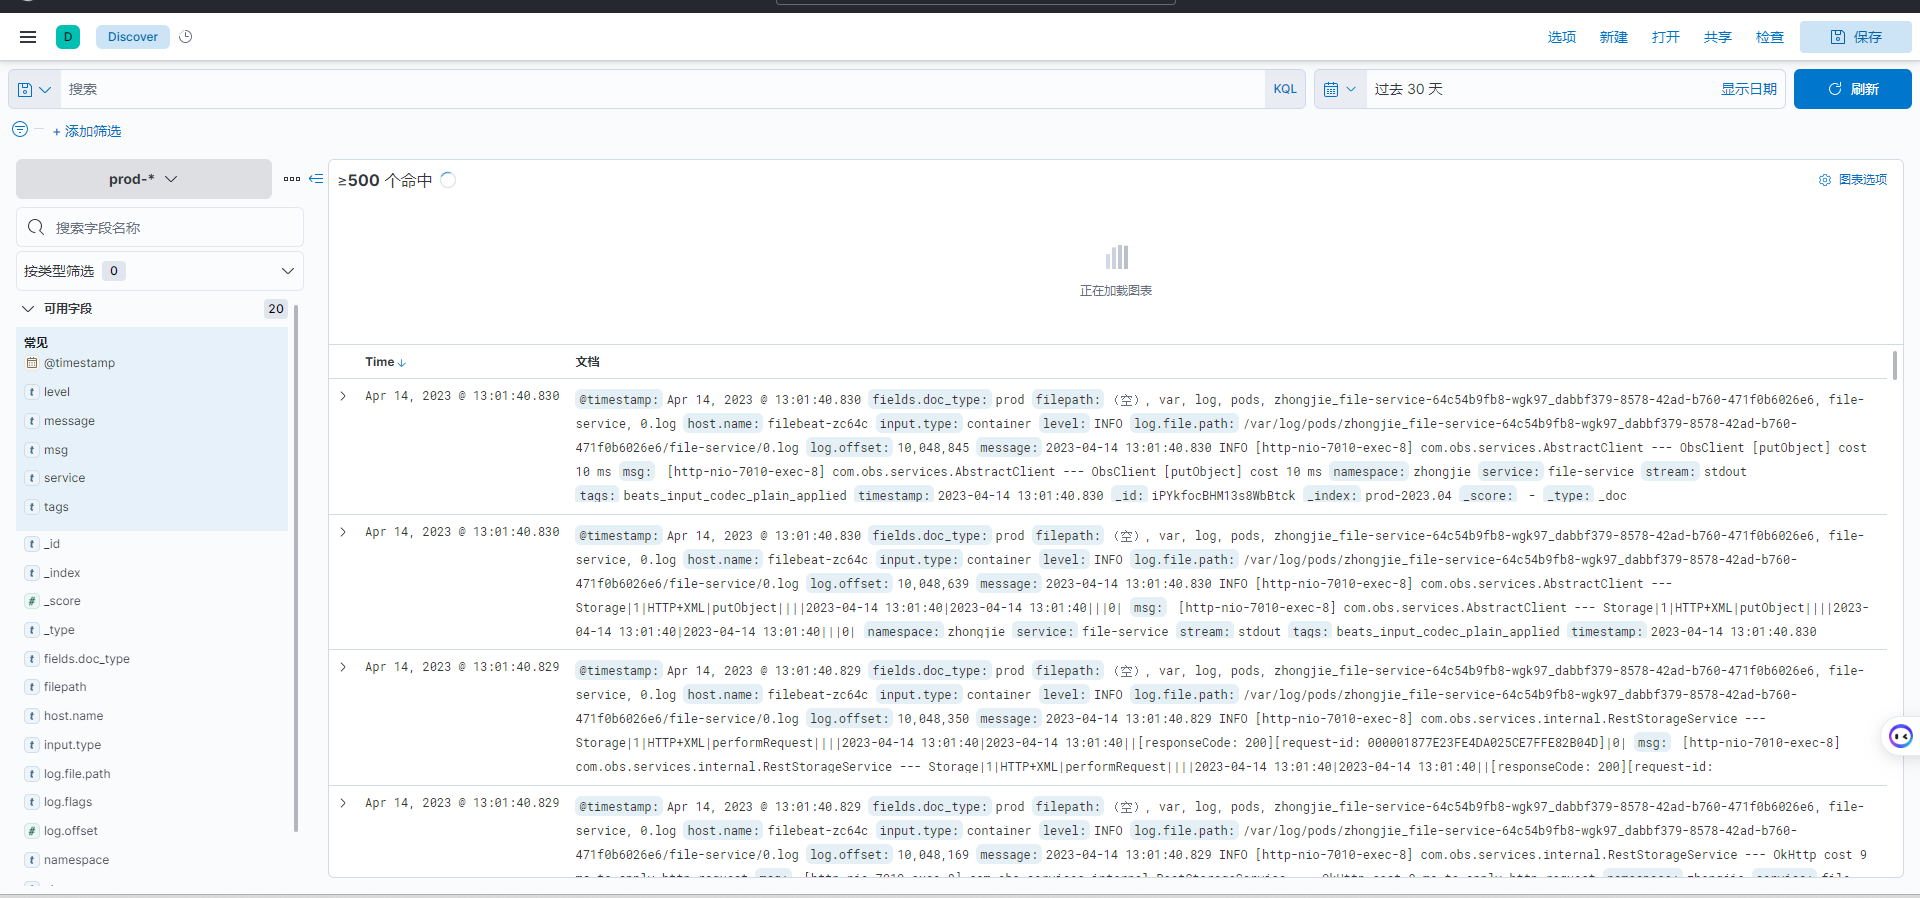 D Discover 选项 新建 打开 共享 检查 保存
搜索 KQL 过去 30 天 显示日期 刷新
+ 添加筛选
prod-*
搜索字段名称
按类型筛选 0
可用字段 20
常见
@timestamp
t level
t message
t msg
t service
t tags
t _id
t _index
# _score
t _type
t fields.doc_type
t filepath
t host.name
t input.type
t log.file.path
t log.flags
# log.offset
t namespace
≥500 个命中 图表选项
正在加载图表
Time 文档
Apr 14, 2023 @ 13:01:40.830 @timestamp: Apr 14, 2023 @ 13:01:40.830 fields.doc_type: prod filepath: (空), var, log, pods, zhongjie_file-service-64c54b9fb8-wgk97_dabbf379-8578-42ad-b760-471f0b6026e6, file-
service, 0.log host.name: filebeat-zc64c input.type: container level: INFO log.file.path: /var/log/pods/zhongjie_file-service-64c54b9fb8-wgk97_dabbf379-8578-42ad-b760-
471f0b6026e6/file-service/0.log log.offset: 10,048,845 message: 2023-04-14 13:01:40.830 INFO [http-nio-7010-exec-8] com.obs.services.AbstractClient --- ObsClient [putObject] cost
10 ms msg: [http-nio-7010-exec-8] com.obs.services.AbstractClient --- ObsClient [putObject] cost 10 ms namespace: zhongjie service: file-service stream: stdout
tags: beats_input_codec_plain_applied timestamp: 2023-04-14 13:01:40.830 _id: iPYkfocBHM13s8WbBtck _index: prod-2023.04 _score: - _type: _doc
Apr 14, 2023 @ 13:01:40.830 @timestamp: Apr 14, 2023 @ 13:01:40.830 fields.doc_type: prod filepath: (空), var, log, pods, zhongjie_file-service-64c54b9fb8-wgk97_dabbf379-8578-42ad-b760-471f0b6026e6, file-
service, 0.log host.name: filebeat-zc64c input.type: container level: INFO log.file.path: /var/log/pods/zhongjie_file-service-64c54b9fb8-wgk97_dabbf379-8578-42ad-b760-
471f0b6026e6/file-service/0.log log.offset: 10,048,639 message: 2023-04-14 13:01:40.830 INFO [http-nio-7010-exec-8] com.obs.services.AbstractClient ---
Storage|1|HTTP+XML|putObject||||2023-04-14 13:01:40|2023-04-14 13:01:40|||0| msg: [http-nio-7010-exec-8] com.obs.services.AbstractClient --- Storage|1|HTTP+XML|putObject||||2023-
04-14 13:01:40|2023-04-14 13:01:40|||0| namespace: zhongjie service: file-service stream: stdout tags: beats_input_codec_plain_applied timestamp: 2023-04-14 13:01:40.830
Apr 14, 2023 @ 13:01:40.829 @timestamp: Apr 14, 2023 @ 13:01:40.829 fields.doc_type: prod filepath: (空), var, log, pods, zhongjie_file-service-64c54b9fb8-wgk97_dabbf379-8578-42ad-b760-471f0b6026e6, file-
service, 0.log host.name: filebeat-zc64c input.type: container level: INFO log.file.path: /var/log/pods/zhongjie_file-service-64c54b9fb8-wgk97_dabbf379-8578-42ad-b760-
471f0b6026e6/file-service/0.log log.offset: 10,048,350 message: 2023-04-14 13:01:40.829 INFO [http-nio-7010-exec-8] com.obs.services.internal.RestStorageService ---
Storage|1|HTTP+XML|performRequest||||2023-04-14 13:01:40|2023-04-14 13:01:40||[responseCode: 200][request-id: 000001877E23FE4DA025CE7FFE82B04D]|0| msg: [http-nio-7010-exec-8]
com.obs.services.internal.RestStorageService --- Storage|1|HTTP+XML|performRequest||||2023-04-14 13:01:40|2023-04-14 13:01:40||[responseCode: 200][request-id:
Apr 14, 2023 @ 13:01:40.829 @timestamp: Apr 14, 2023 @ 13:01:40.829 fields.doc_type: prod filepath: (空), var, log, pods, zhongjie_file-service-64c54b9fb8-wgk97_dabbf379-8578-42ad-b760-471f0b6026e6, file-
service, 0.log host.name: filebeat-zc64c input.type: container level: INFO log.file.path: /var/log/pods/zhongjie_file-service-64c54b9fb8-wgk97_dabbf379-8578-42ad-b760-
471f0b6026e6/file-service/0.log log.offset: 10,048,169 message: 2023-04-14 13:01:40.829 INFO [http-nio-7010-exec-8] com.obs.services.internal.RestStorageService --- OkHttp cost 9